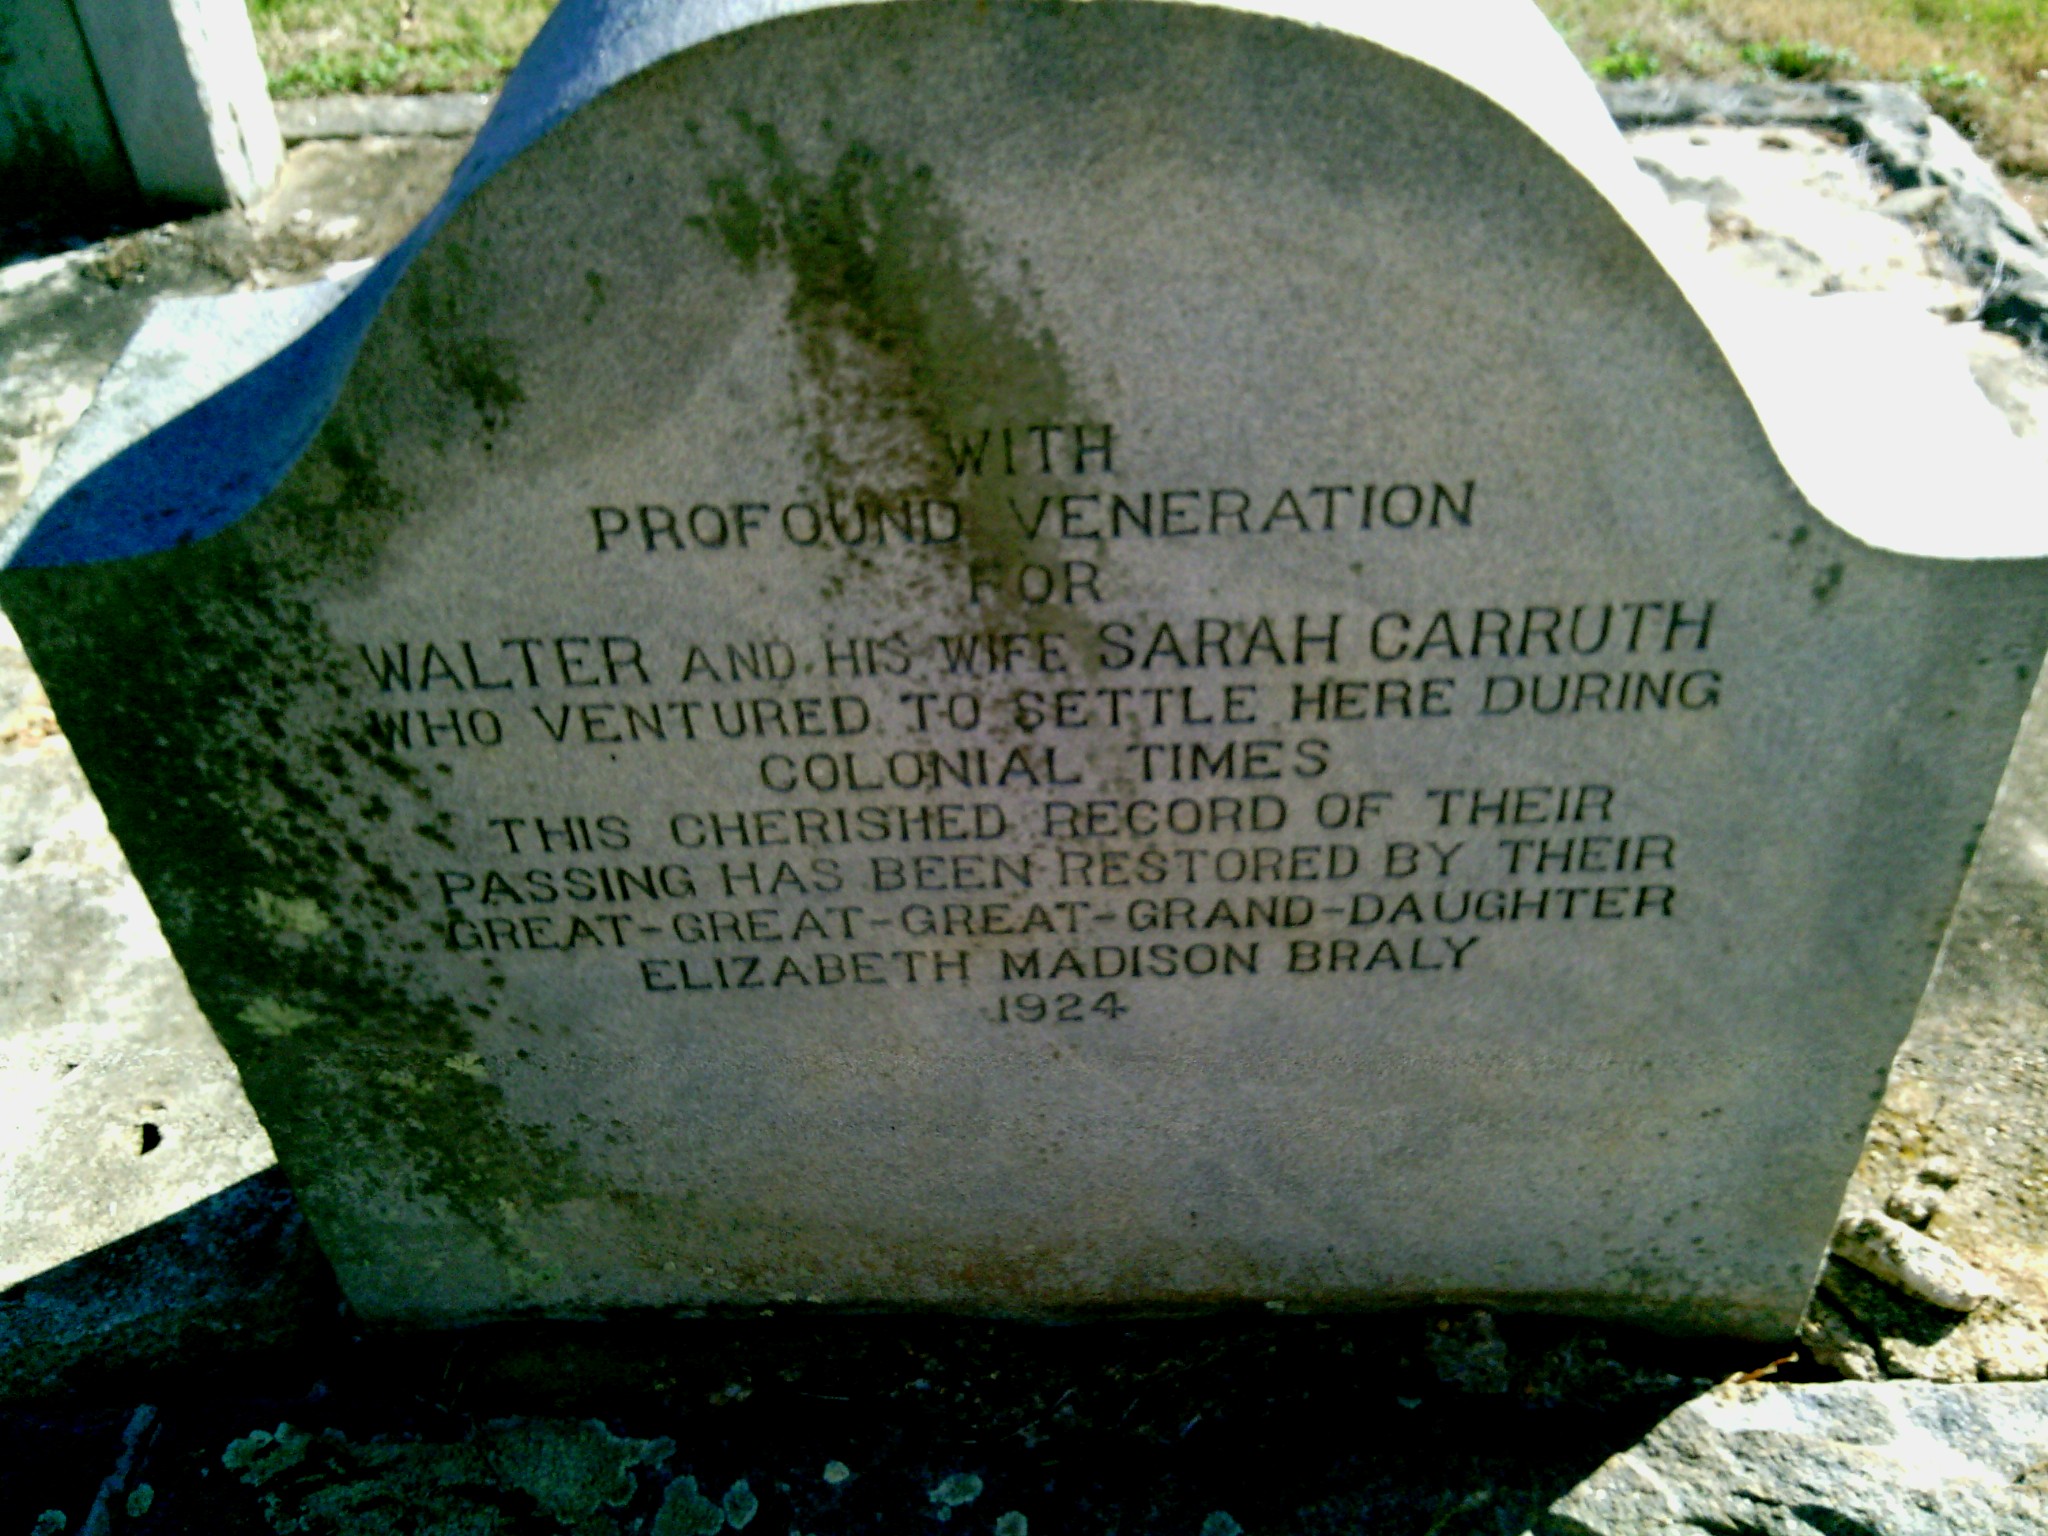 WITH
PROFOUND VENERATION
FOR
WALTER AND HIS WIFE SARAH CARRUTH
WHO VENTURED TO SETTLE HERE DURING
COLONIAL TIMES
THIS CHERISHED RECORD OF THEIR
PASSING HAS BEEN RESTORED BY THEIR
GREAT-GREAT-GREAT-GRAND-DAUGHTER
ELIZABETH MADISON BRALY
1924